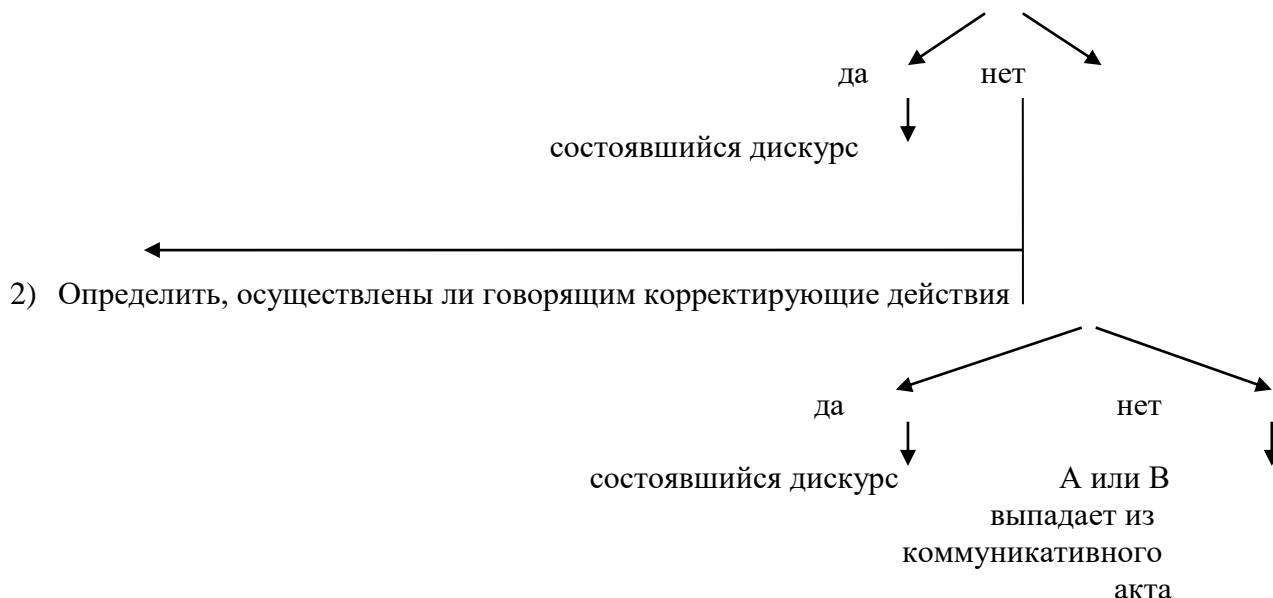 да нет
состоявшийся дискурс
2) Определить, осуществлены ли говорящим корректирующие действия
да нет
состоявшийся дискурс А или В
выпадает из
коммуникативного
акта